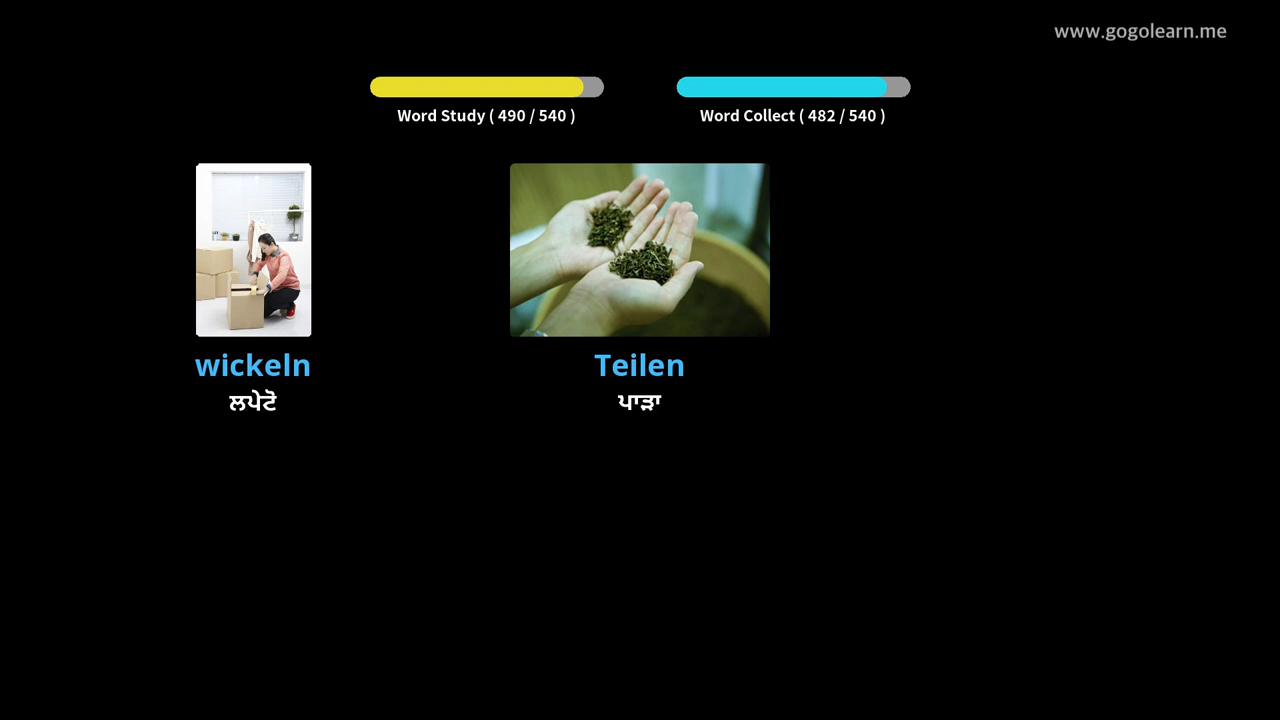 www.gogolearn.me
Word Study ( 490 / 540 )
Word Collect ( 482 / 540 )
wickeln
ਲਪੇਟੋ
Teilen
ਪਾੜਾ